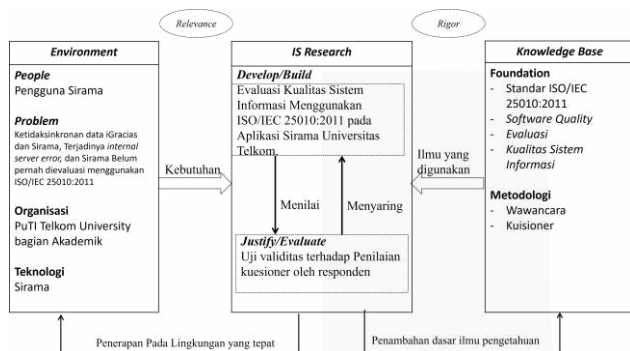 Relevance
Rigor
Environment
People
Pengguna Sirama
Problem
Ketidaksinkronan data iGracias
dan Sirama, Terjadinya internal
server error, dan Sirama Belum
pernah dievaluasi menggunakan
ISO/IEC 25010:2011
Organisasi
PuTI Telkom University
bagian Akademik
Teknologi
Sirama
Kebutuhan
IS Research
Develop/Build
Evaluasi Kualitas Sistem
Informasi Menggunakan
ISO/IEC 25010:2011 pada
Aplikasi Sirama Universitas
Telkom.
Menilai
Menyaring
Justify/Evaluate
Uji validitas terhadap Penilaian
kuesioner oleh responden
Ilmu yang
digunakan
Knowledge Base
Foundation
- Standar ISO/IEC
25010:2011
- Software Quality
- Evaluasi
- Kualitas Sistem
Informasi
Metodologi
- Wawancara
- Kuisioner
Penerapan Pada Lingkungan yang tepat
Penambahan dasar ilmu pengetahuan